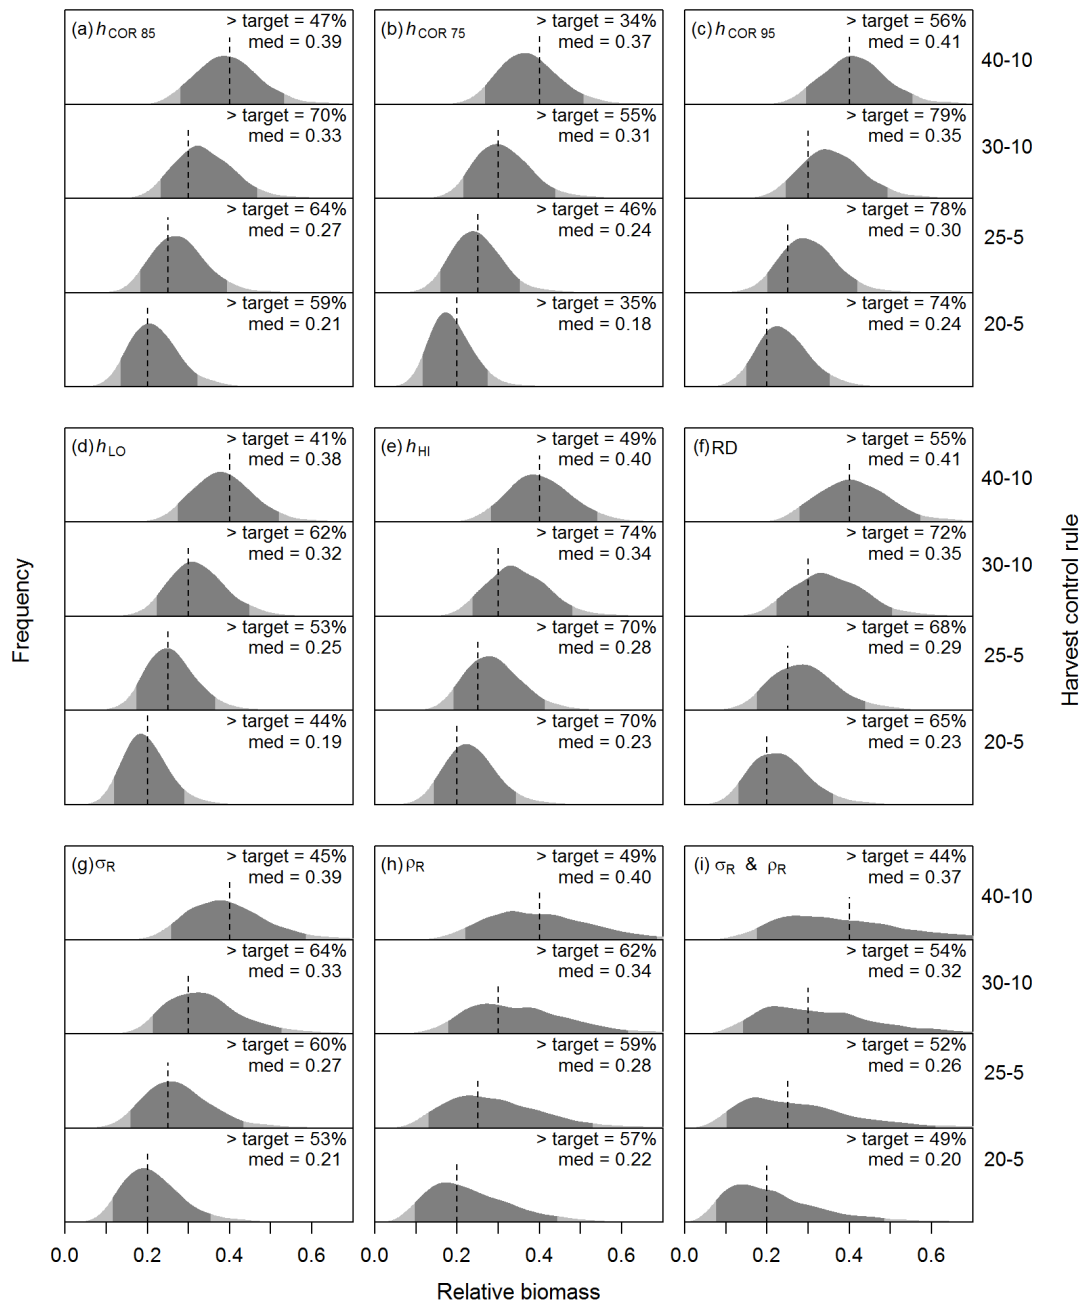 (a) hCOR 85
> target = 47%
med = 0.39
(b) hCOR 75
> target = 34%
med = 0.37
(c) hCOR 95
> target = 56%
med = 0.41
40-10
> target = 70%
med = 0.33
> target = 55%
med = 0.31
> target = 79%
med = 0.35
30-10
> target = 64%
med = 0.27
> target = 46%
med = 0.24
> target = 78%
med = 0.30
25-5
> target = 59%
med = 0.21
> target = 35%
med = 0.18
> target = 74%
med = 0.24
20-5
(d) hLO
> target = 41%
med = 0.38
(e) hHI
> target = 49%
med = 0.40
(f) RD
> target = 55%
med = 0.41
40-10
> target = 62%
med = 0.32
> target = 74%
med = 0.34
> target = 72%
med = 0.35
30-10
> target = 53%
med = 0.25
> target = 70%
med = 0.28
> target = 68%
med = 0.29
25-5
> target = 44%
med = 0.19
> target = 70%
med = 0.23
> target = 65%
med = 0.23
20-5
(g) σR
> target = 45%
med = 0.39
(h) ρR
> target = 49%
med = 0.40
(i) σR & ρR
> target = 44%
med = 0.37
40-10
> target = 64%
med = 0.33
> target = 62%
med = 0.34
> target = 54%
med = 0.32
30-10
> target = 60%
med = 0.27
> target = 59%
med = 0.28
> target = 52%
med = 0.26
25-5
> target = 53%
med = 0.21
> target = 57%
med = 0.22
> target = 49%
med = 0.20
20-5
0.0 0.2 0.4 0.6
0.0 0.2 0.4 0.6
0.0 0.2 0.4 0.6
Relative biomass
Frequency
Harvest control rule